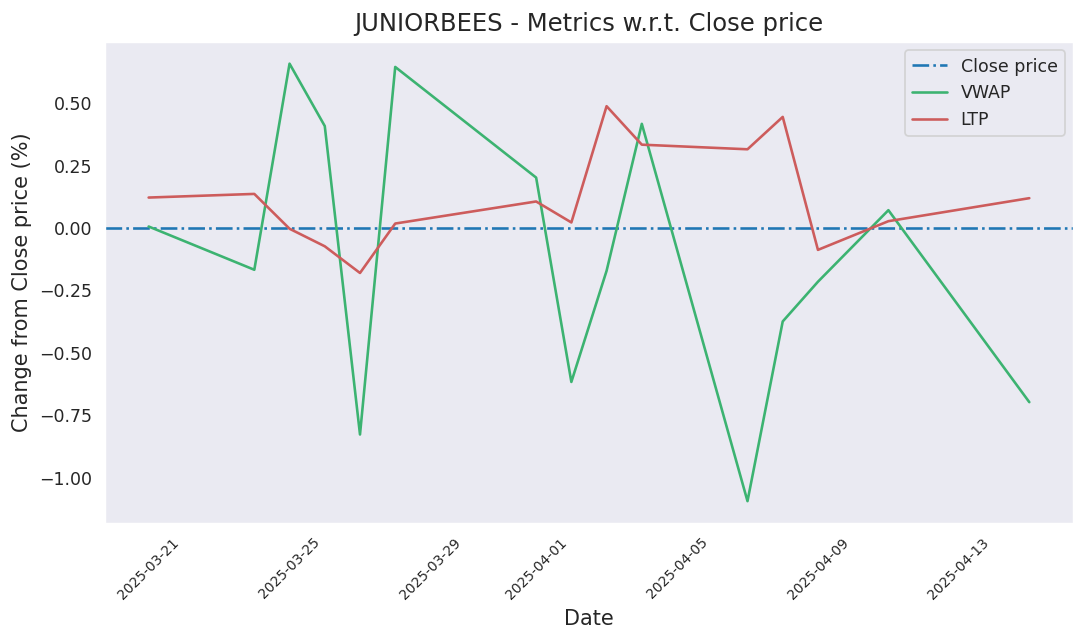 JUNIORBEES - Metrics w.r.t. Close price
Close price
VWAP
LTP
Change from Close price (%)
0.50
0.25
0.00
−0.25
−0.50
−0.75
−1.00
2025-03-21
2025-03-25
2025-03-29
2025-04-01
2025-04-05
2025-04-09
2025-04-13
Date